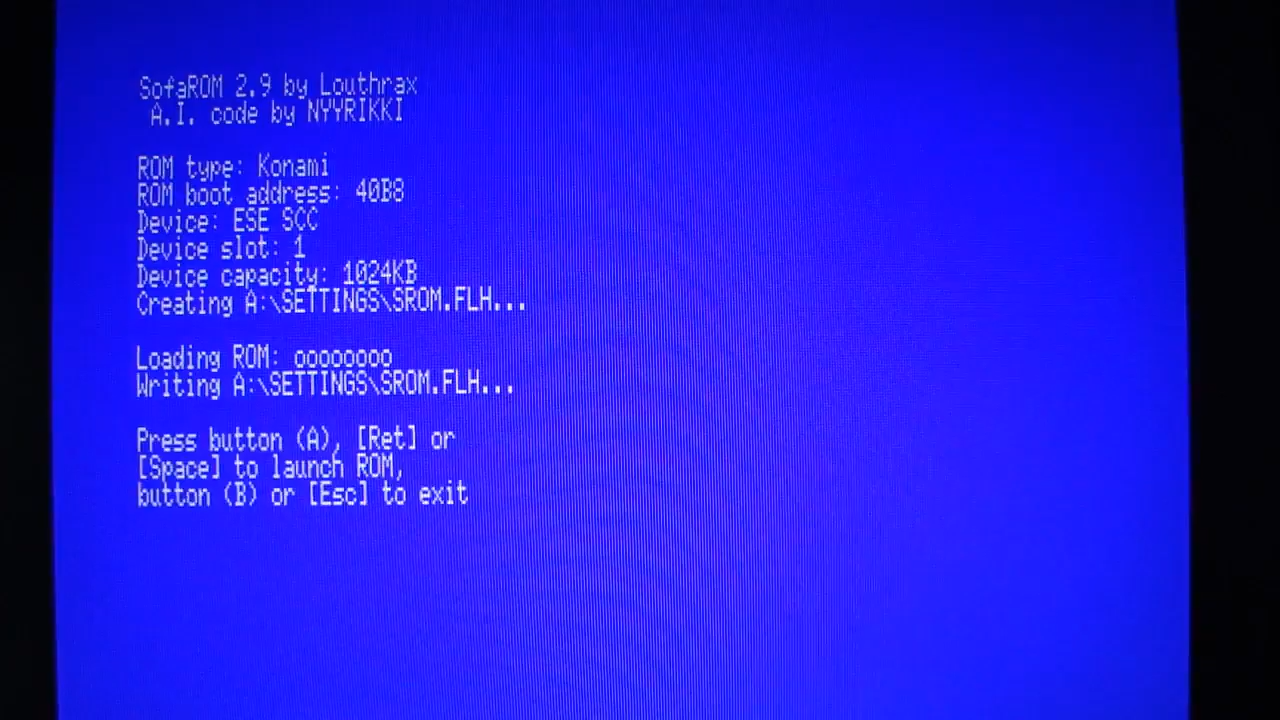 SofaROM 2.9 by Louthrax
A.I. code by NYYRIKKI
ROM type: Konami
ROM boot address: 40B8
Device: ESE SCC
Device slot: 1
Device capacity: 1024KB
Creating A:\SETTINGS\SROM.FLH...
Loading ROM: oooooooo
Writing A:\SETTINGS\SROM.FLH...
Press button (A), [Ret] or
[Space] to launch ROM,
button (B) or [Esc] to exit